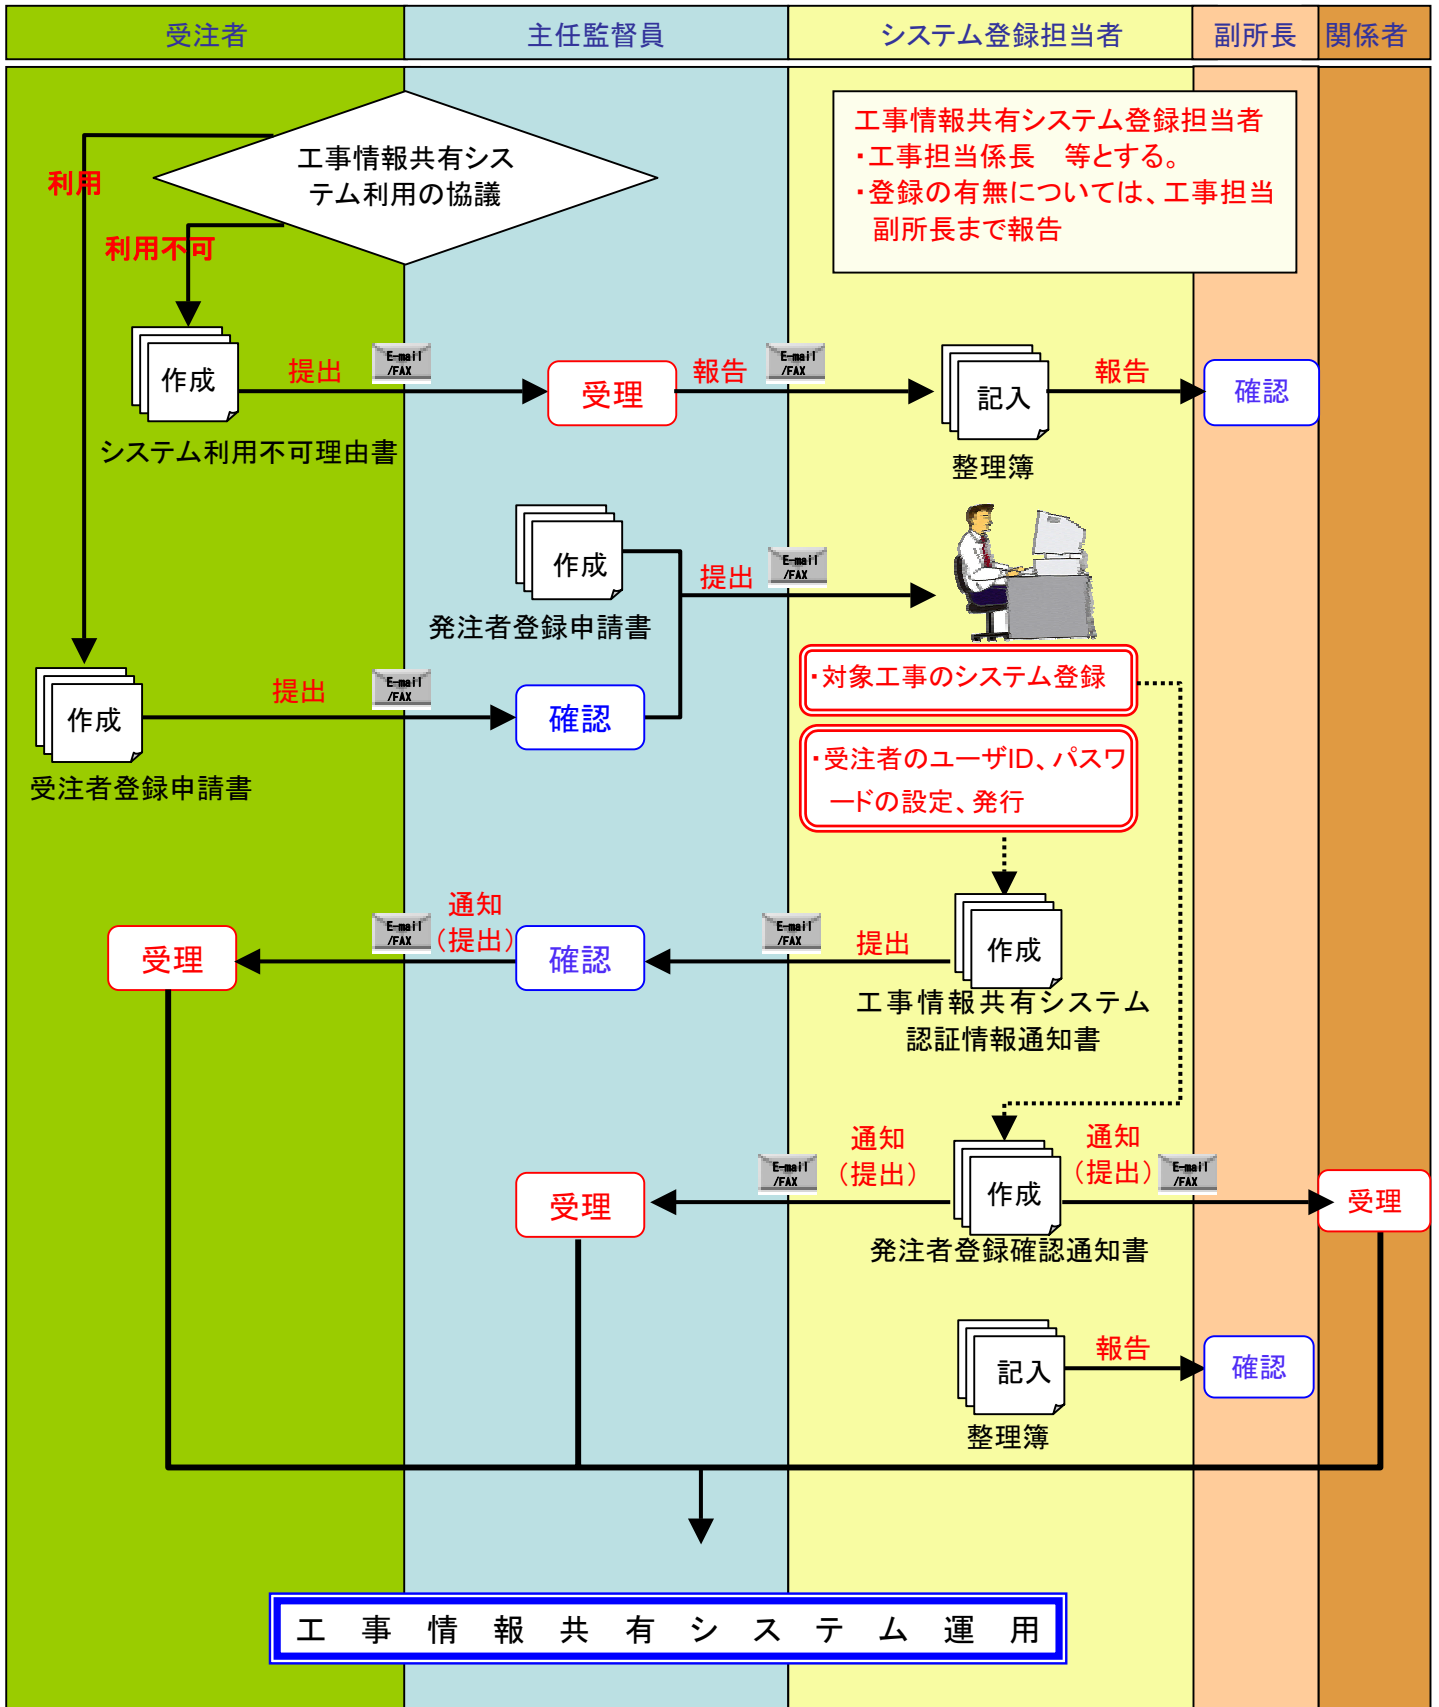 受注者
主任監督員
システム登録担当者
副所長
関係者
工事情報共有シス
テム利用の協議
工事情報共有システム登録担当者
・工事担当係長　等とする。
・登録の有無については、工事担当
副所長まで報告
利用
利用不可
作成
システム利用不可理由書
提出
E-mail
/FAX
受理
報告
E-mail
/FAX
記入
整理簿
報告
確認
作成
発注者登録申請書
提出
E-mail
/FAX
作成
受注者登録申請書
提出
E-mail
/FAX
確認
・対象工事のシステム登録
・受注者のユーザID、パスワ
ードの設定、発行
受理
E-mail
/FAX
通知
（提出）
確認
E-mail
/FAX
提出
作成
工事情報共有システム
認証情報通知書
受理
E-mail
/FAX
通知
（提出）
作成
発注者登録確認通知書
通知
（提出）
E-mail
/FAX
受理
記入
整理簿
報告
確認
工事情報共有システム運用